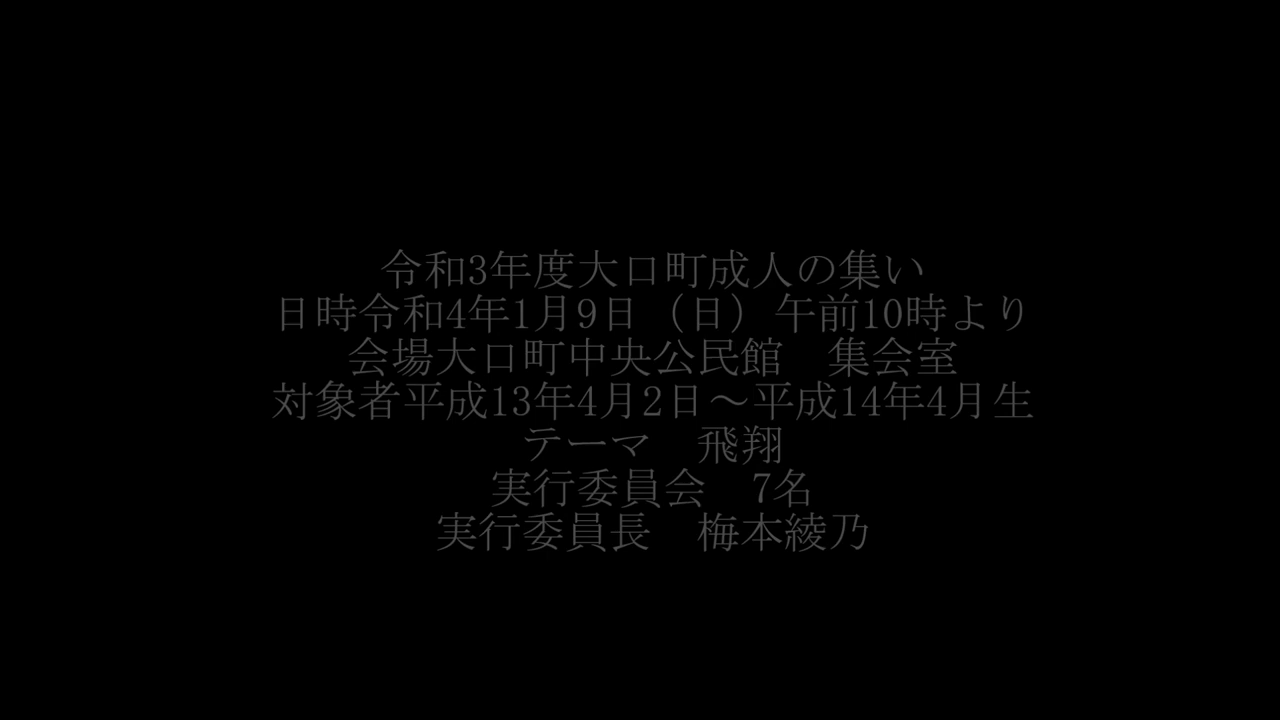 令和3年度大口町成人の集い
日時令和4年1月9日（日）午前10時より
会場大口町中央公民館　集会室
対象者平成13年4月2日～平成14年4月生
テーマ　飛翔
実行委員会　7名
実行委員長　梅本綾乃